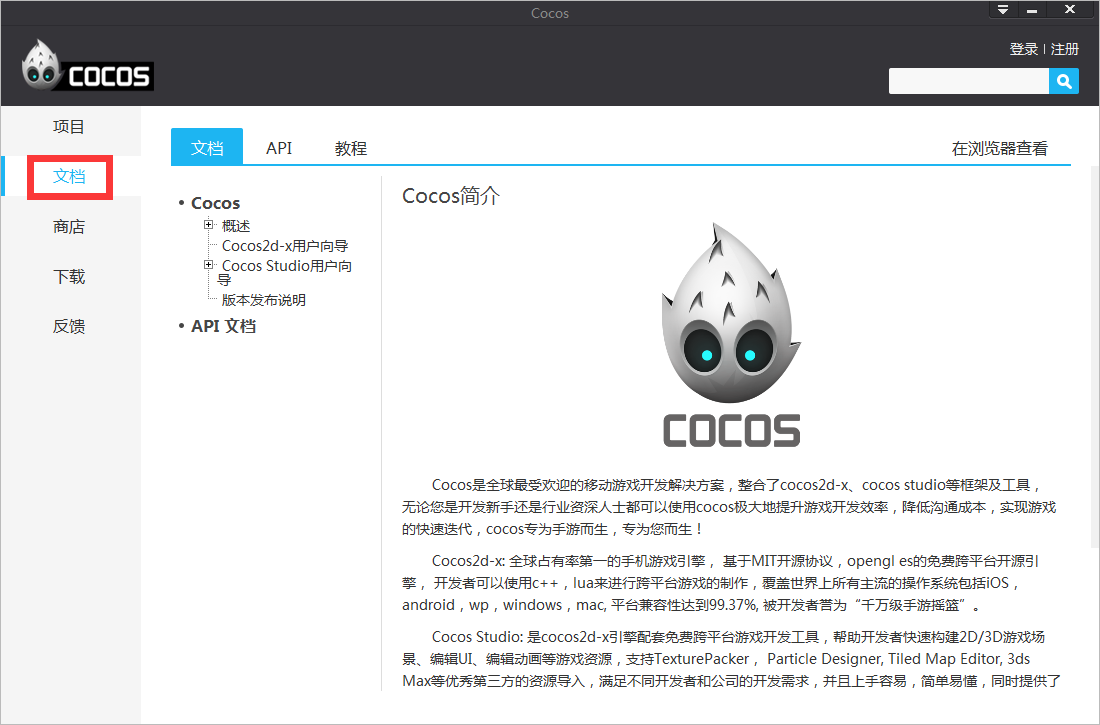 Cocos
COCOS
登录 | 注册
项目
文档
商店
下载
反馈
文档 API 教程 在浏览器查看
• Cocos
概述
Cocos2d-x用户向导
Cocos Studio用户向
导
版本发布说明
• API 文档
Cocos简介
COCOS
Cocos是全球最受欢迎的移动游戏开发解决方案，整合了cocos2d-x、cocos studio等框架及工具，
无论您是开发新手还是行业资深人士都可以使用cocos极大地提升游戏开发效率，降低沟通成本，实现游戏
的快速迭代，cocos专为手游而生，专为您而生！
Cocos2d-x: 全球占有率第一的手机游戏引擎， 基于MIT开源协议，opengl es的免费跨平台开源引
擎， 开发者可以使用c++，lua来进行跨平台游戏的制作，覆盖世界上所有主流的操作系统包括iOS，
android，wp，windows，mac, 平台兼容性达到99.37%, 被开发者誉为“千万级手游摇篮”。
Cocos Studio: 是cocos2d-x引擎配套免费跨平台游戏开发工具，帮助开发者快速构建2D/3D游戏场
景、编辑UI、编辑动画等游戏资源，支持TexturePacker， Particle Designer, Tiled Map Editor, 3ds
Max等优秀第三方的资源导入，满足不同开发者和公司的开发需求，并且上手容易，简单易懂，同时提供了